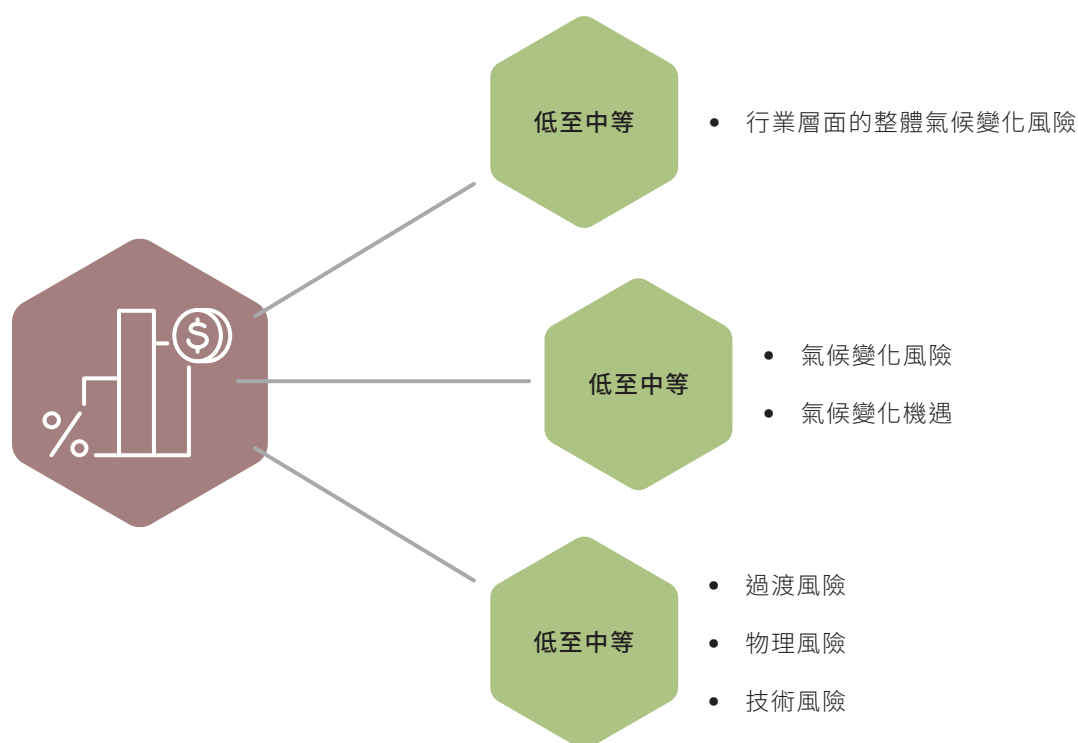 低至中等
• 行業層面的整體氣候變化風險
$
%
低至中等
• 氣候變化風險
• 氣候變化機遇
低至中等
• 過渡風險
• 物理風險
• 技術風險